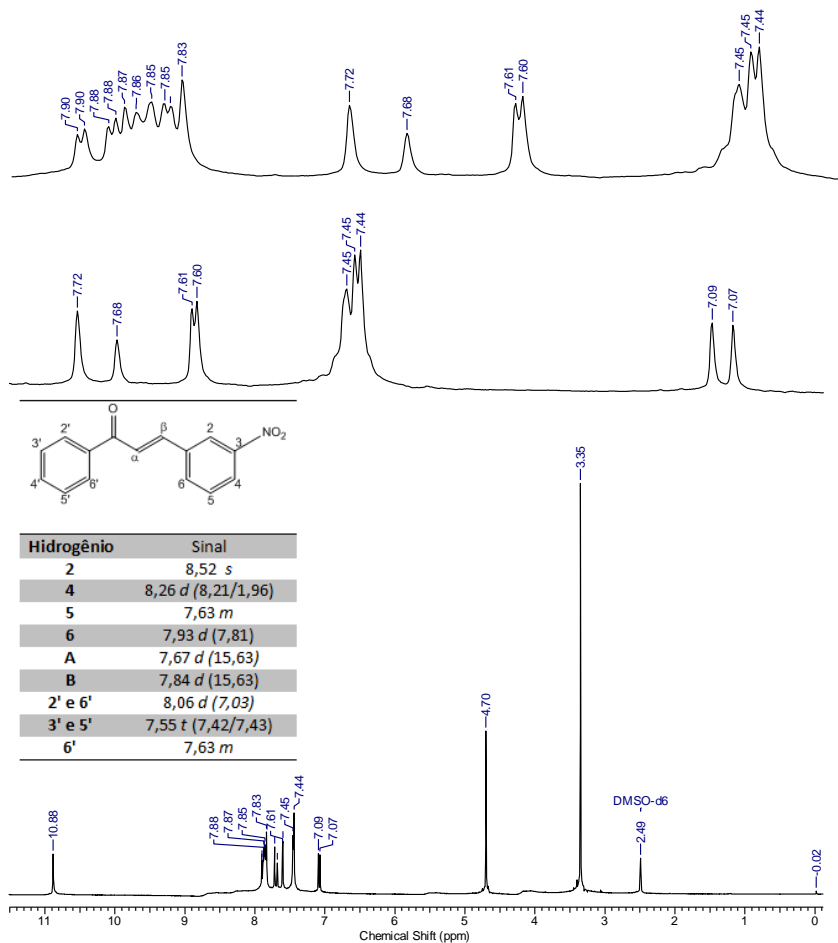 7.90
7.90
7.88
7.88
7.87
7.86
7.85
7.85
7.83
7.72
7.68
7.61
7.60
7.45
7.45
7.44
7.72
7.68
7.61
7.60
7.45
7.45
7.44
7.09
7.07
O
2'
3'
4'
5'
6'
α
β
2
3
4
5
6
NO2
Hidrogênio Sinal
2 8,52 s
4 8,26 d (8,21/1,96)
5 7,63 m
6 7,93 d (7,81)
A 7,67 d (15,63)
B 7,84 d (15,63)
2' e 6' 8,06 d (7,03)
3' e 5' 7,55 t (7,42/7,43)
6' 7,63 m
10.88
7.88
7.87
7.85
7.83
7.61
7.45
7.44
7.09
7.07
4.70
3.35
DMSO-d6
2.49
-0.02
11 10 9 8 7 6 5 4 3 2 1 0
Chemical Shift (ppm)